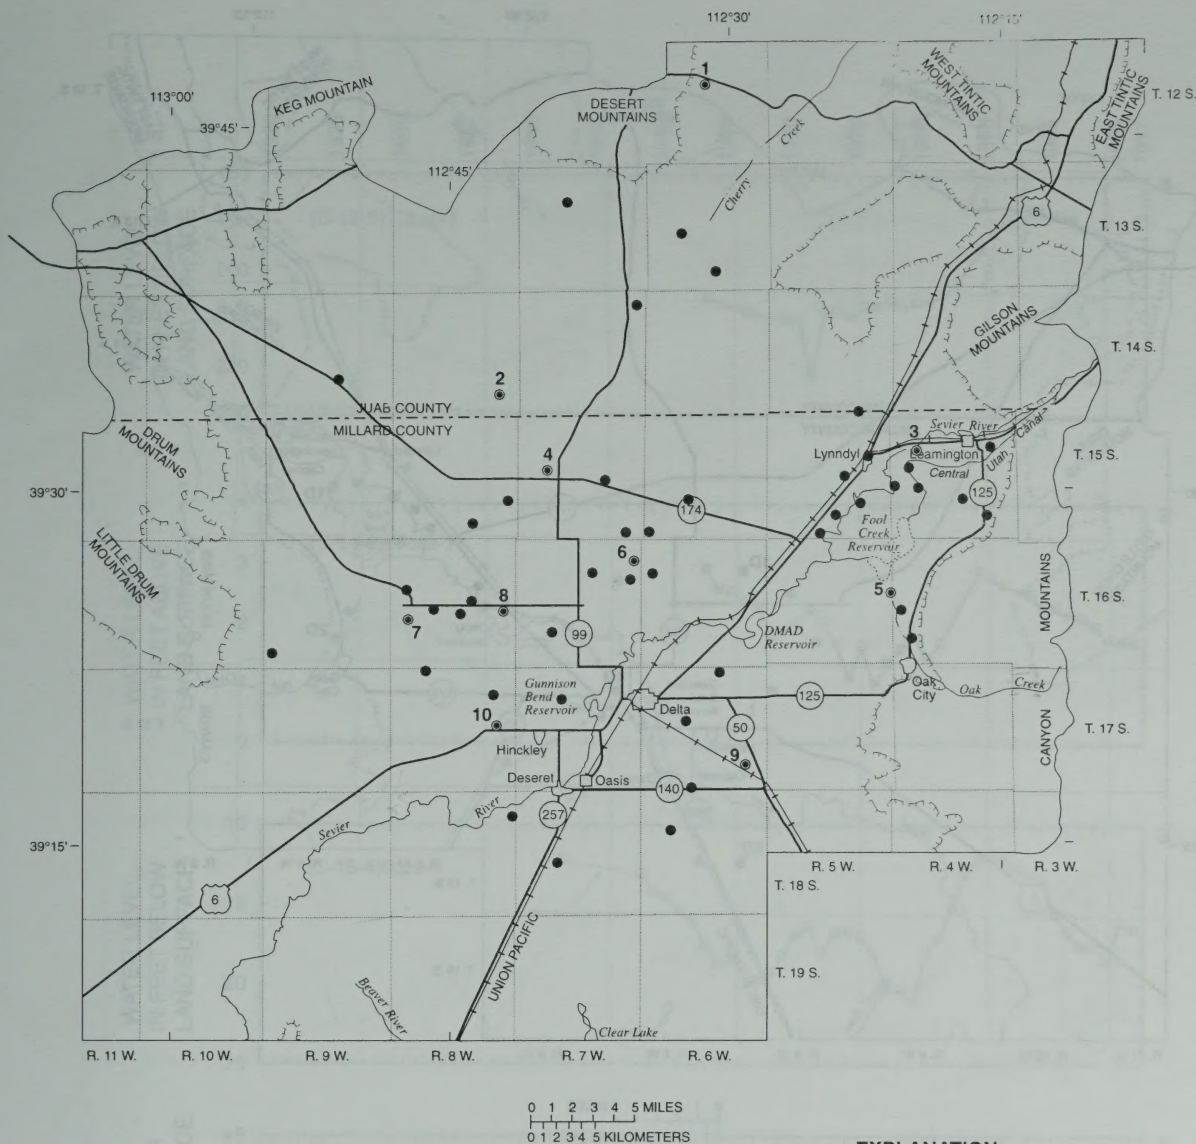 112°30'
112°15'
1
WEST TINTIC
MOUNTAINS
EAST TINTIC
MOUNTAINS
T. 12 S.
113°00'
KEG MOUNTAIN
DESERT
MOUNTAINS
39°45'
Cherry Creek
112°45'
6
T. 13 S.
GILSON
MOUNTAINS
T. 14 S.
2
JUAB COUNTY
MILLARD COUNTY
DRUM
MOUNTAINS
3
Sevier River
Leamington
Lynndyl
Central Utah Canal
T. 15 S.
4
39°30'
174
125
Fool
Creek
Reservoir
LITTLE DRUM
MOUNTAINS
6
5
8
7
99
T. 16 S.
DMAD
Reservoir
Gunnison
Bend
Reservoir
Oak
City
Oak Creek
CANYON MOUNTAINS
Delta
125
10
50
T. 17 S.
Hinckley
9
Deseret
Oasis
140
257
Sevier River
39°15'
R. 5 W.
R. 4 W.
R. 3 W.
6
T. 18 S.
UNION PACIFIC
T. 19 S.
Beaver River
Clear Lake
R. 11 W.
R. 10 W.
R. 9 W.
R. 8 W.
R. 7 W.
R. 6 W.
0 1 2 3 4 5 MILES
0 1 2 3 4 5 KILOMETERS
EXPLANATION